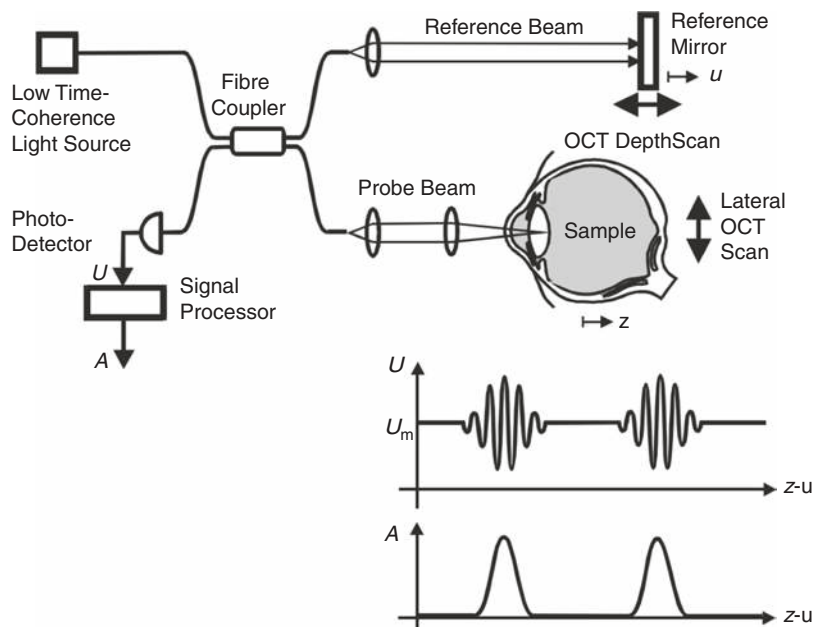 Reference Beam
Reference
Mirror
u
Low Time-
Coherence
Light Source
Fibre
Coupler
OCT DepthScan
Probe Beam
Lateral
OCT
Scan
Sample
Photo-
Detector
U
Signal
Processor
z
A
U
Um
z-u
A
z-u